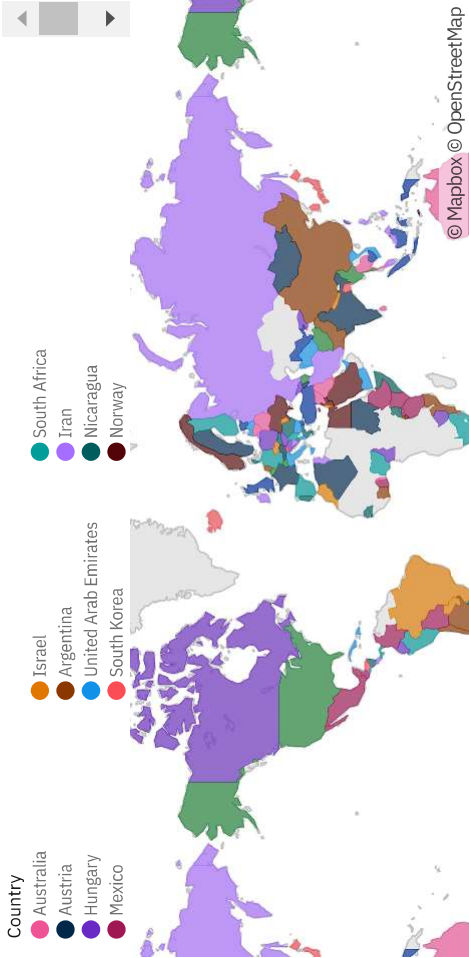 Country
Australia
Austria
Hungary
Mexico
Israel
Argentina
United Arab Emirates
South Korea
South Africa
Iran
Nicaragua
Norway
© Mapbox © OpenStreetMap